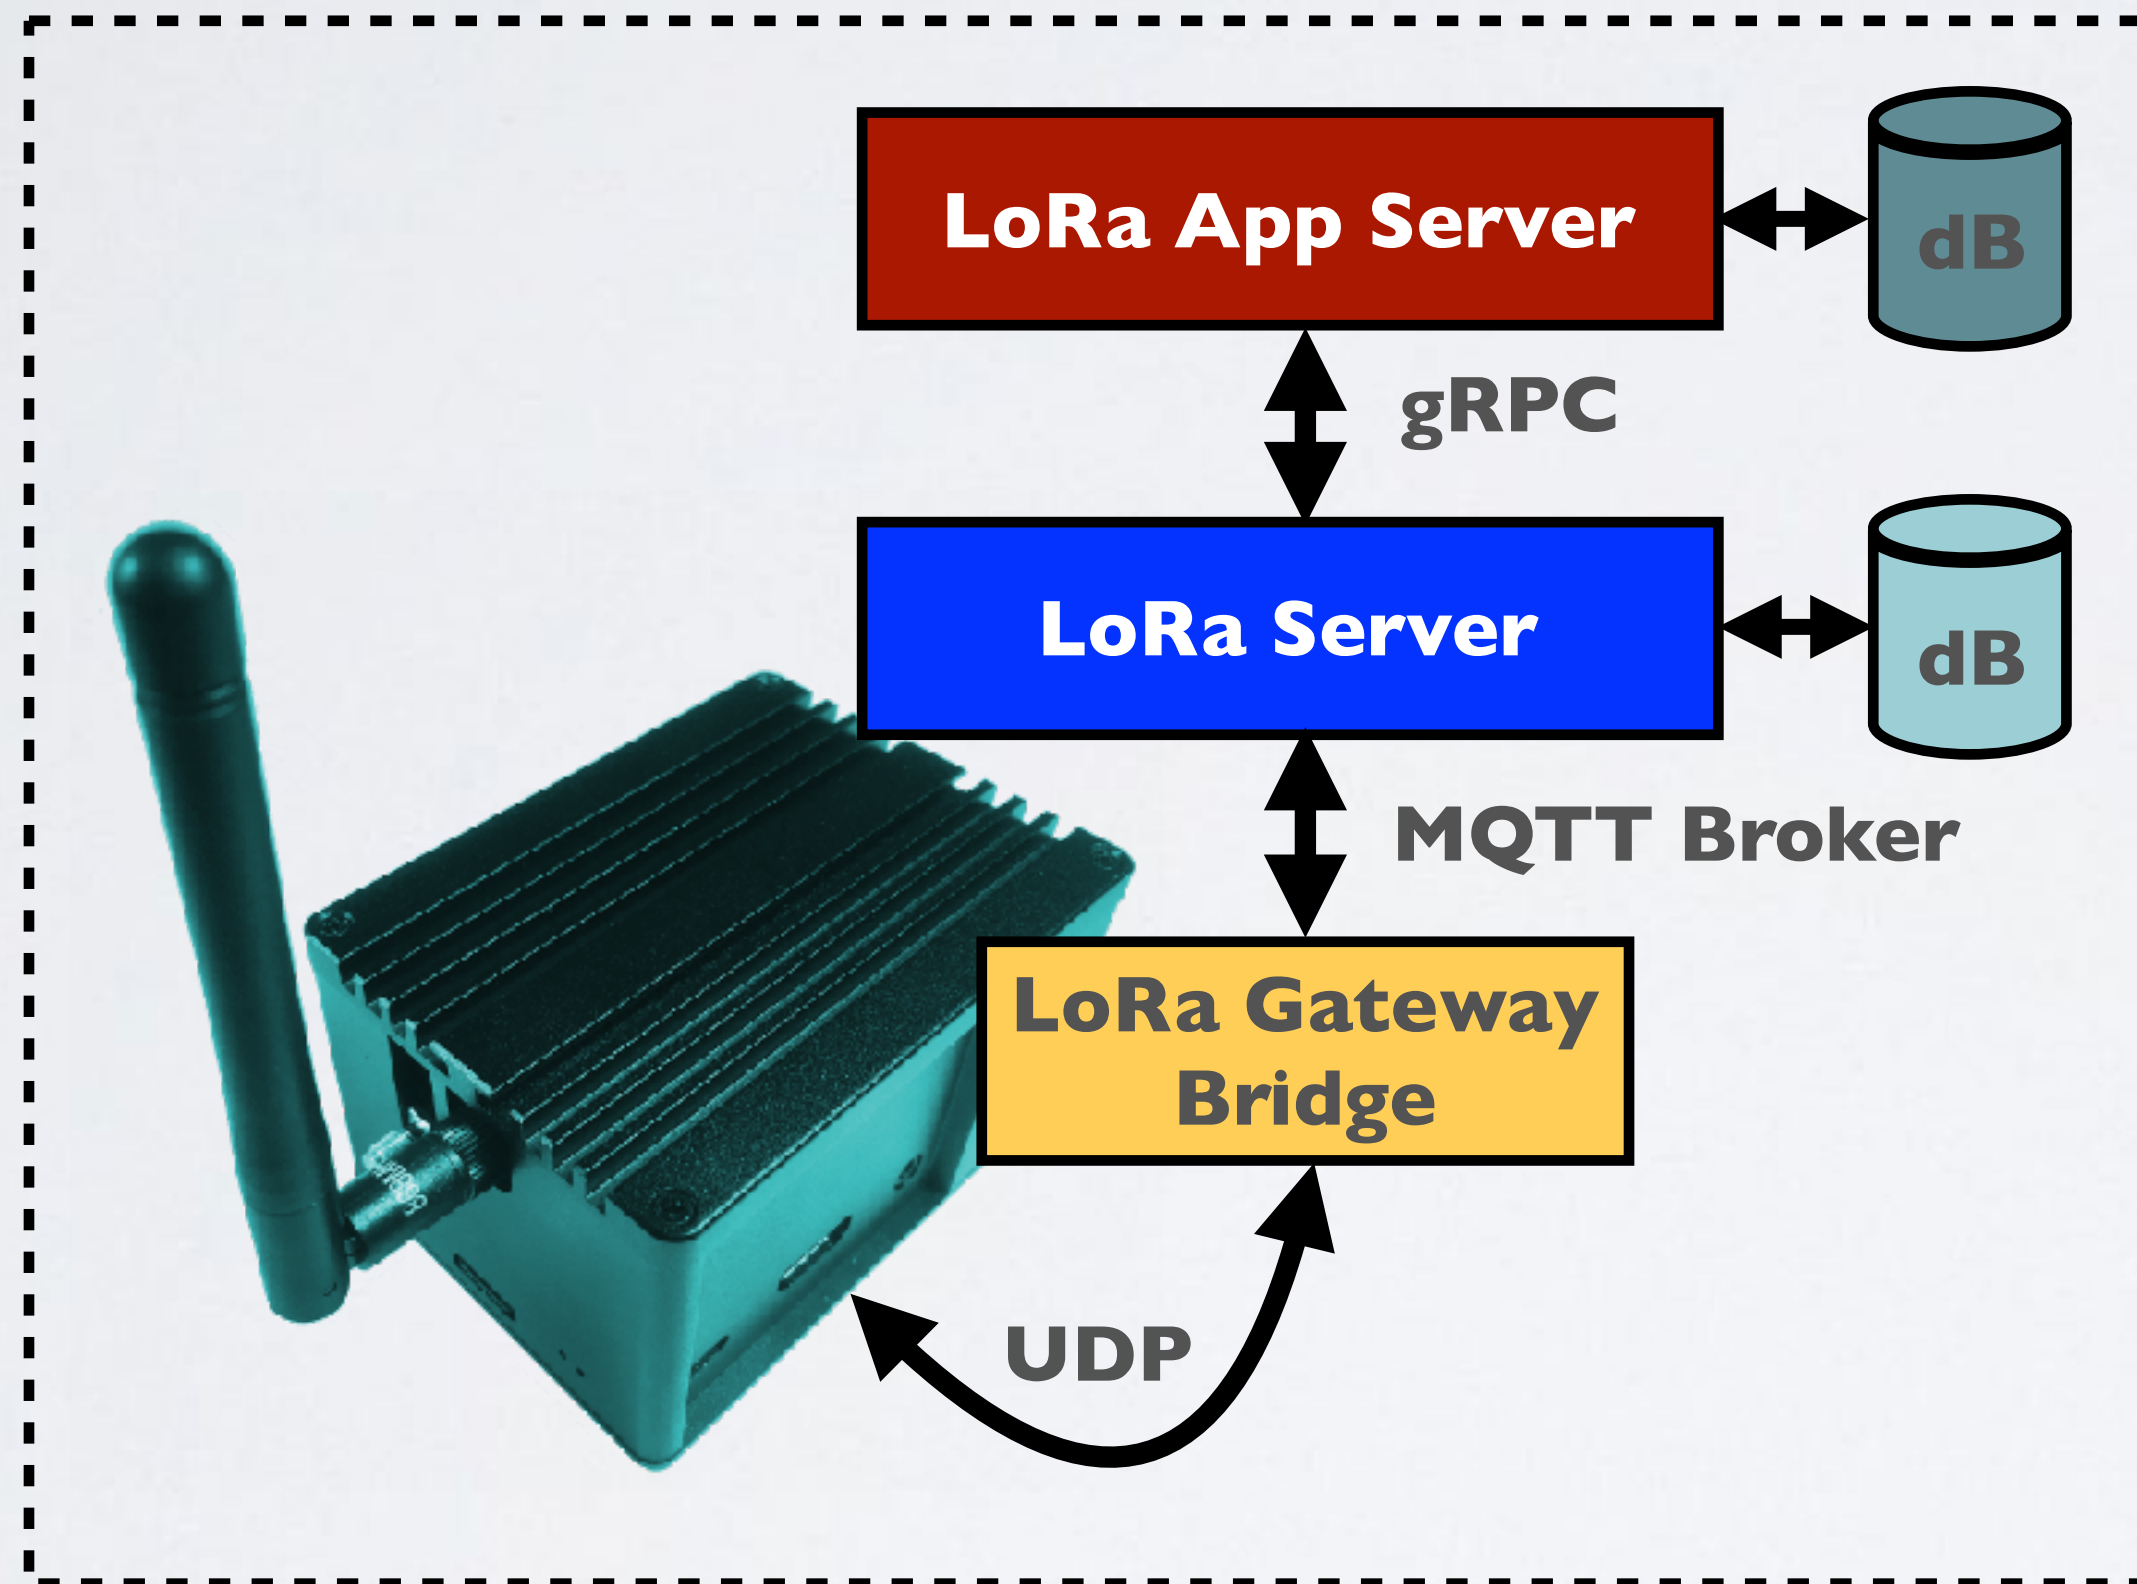 LoRa App Server
dB
gRPC
LoRa Server
dB
MQTT Broker
LoRa Gateway
Bridge
UDP